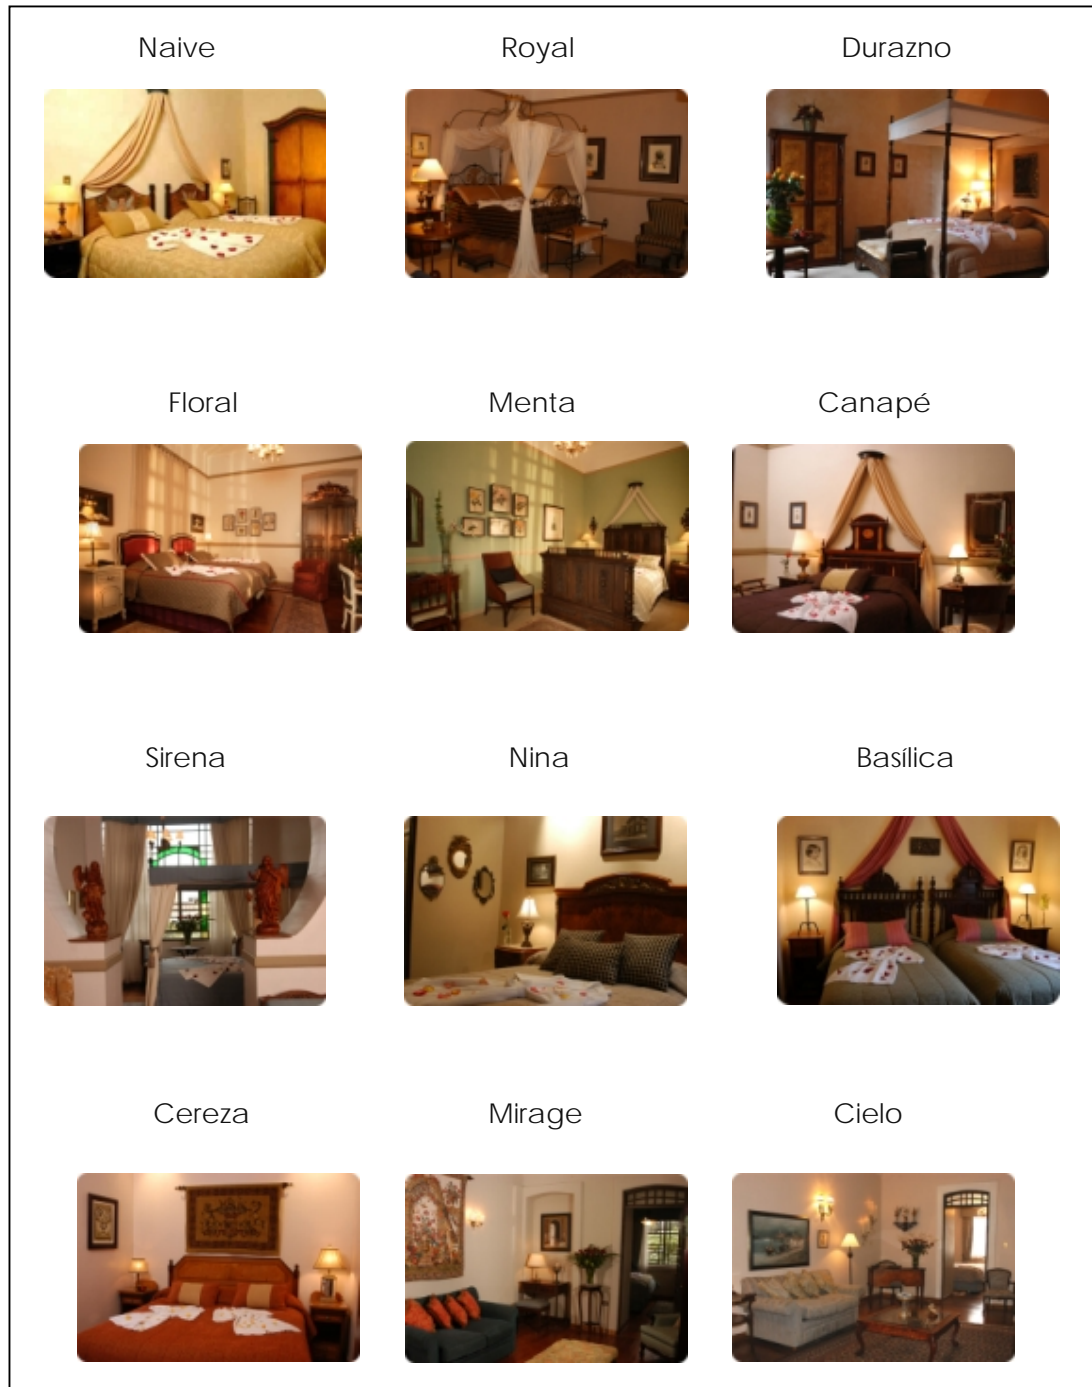 Naive Royal Durazno
Floral Menta Canapé
Sirena Nina Basílica
Cereza Mirage Cielo